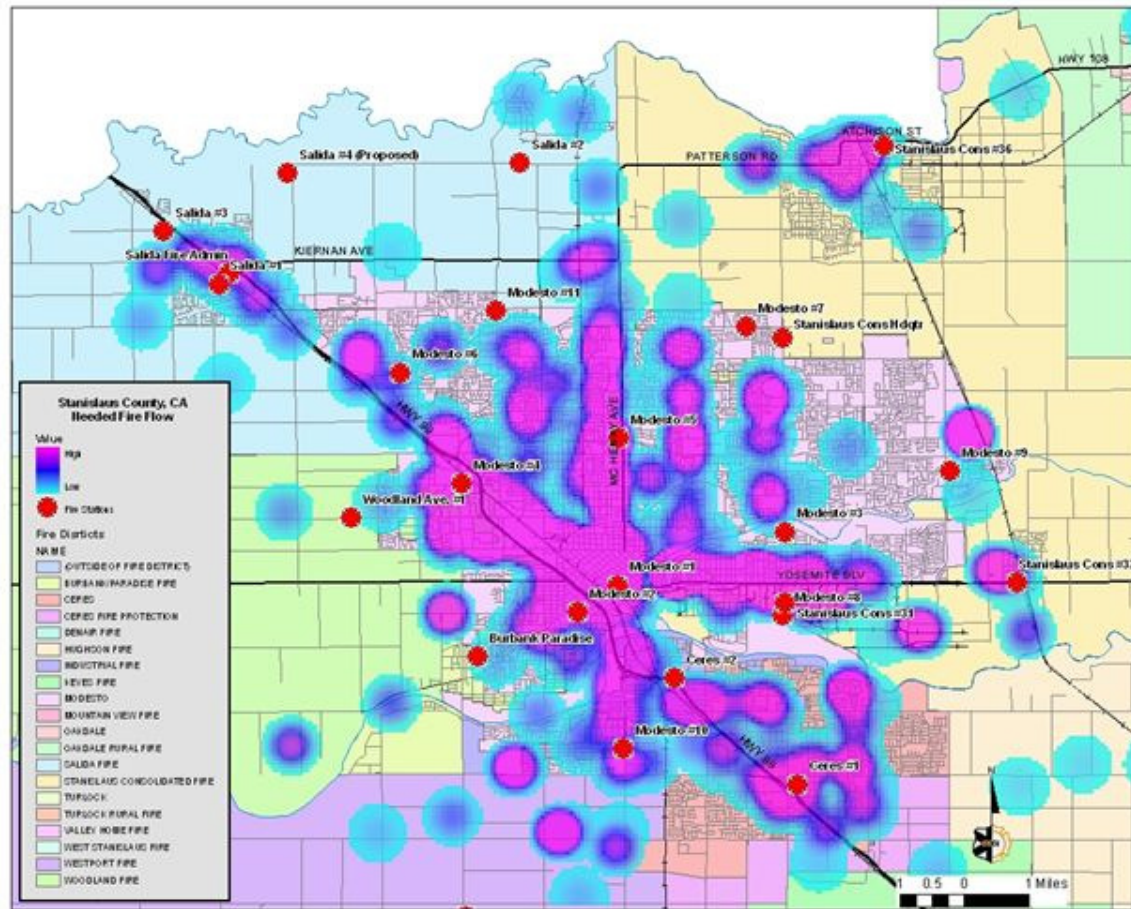 HWY 108
ATCHISON ST
Stanislaus Cons #36
PATTERSON RD
Salida #2
Salida #4 (Proposed)
Salida #3
KIERNAN AVE
Salida Fire Admin
Salida #1
Modesto #11
Modesto #7
Stanislaus Cons Hdqtr
Modesto #6
HWY 99
MC HENRY AVE
Modesto #5
Modesto #9
Modesto #4
Woodland Ave. #1
Modesto #3
Modesto #1
YOSEMITE BLV
Modesto #2
Modesto #8
Stanislaus Cons #31
Burbank Paradise
Ceres #2
Modesto #10
HWY 99
Ceres #1
Stanislaus County, CA
Needed Fire Flow
Value
High
Low
Fire Stations
Fire Districts
NAME
(OUTSIDE OF FIRE DISTRICT)
BURBANK/PARADISE FIRE
CERES
CERES FIRE PROTECTION
DENAIR FIRE
HUGHSON FIRE
INDUSTRIAL FIRE
KEYES FIRE
MODESTO
MOUNTAIN VIEW FIRE
OAKDALE
OAKDALE RURAL FIRE
SALIDA FIRE
STANISLAUS CONSOLIDATED FIRE
TURLOCK
TURLOCK RURAL FIRE
VALLEY HOME FIRE
WEST STANISLAUS FIRE
WESTPORT FIRE
WOODLAND FIRE
N
1 0.5 0 1 Miles